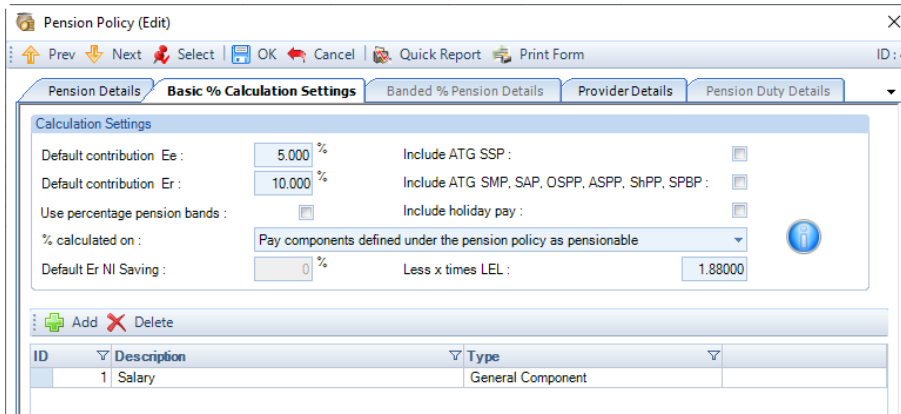 Pension Policy (Edit)
Prev Next Select OK Cancel Quick Report Print Form ID:
Pension Details Basic % Calculation Settings Banded % Pension Details Provider Details Pension Duty Details
Calculation Settings
Default contribution Ee : 5.000 % Include ATG SSP :
Default contribution Er : 10.000 % Include ATG SMP, SAP, OSPP, ASPP, ShPP, SPBP :
Use percentage pension bands : Include holiday pay :
% calculated on : Pay components defined under the pension policy as pensionable
Default Er NI Saving : 0 % Less x times LEL : 1.88000
Add Delete
ID Description Type
1 Salary General Component